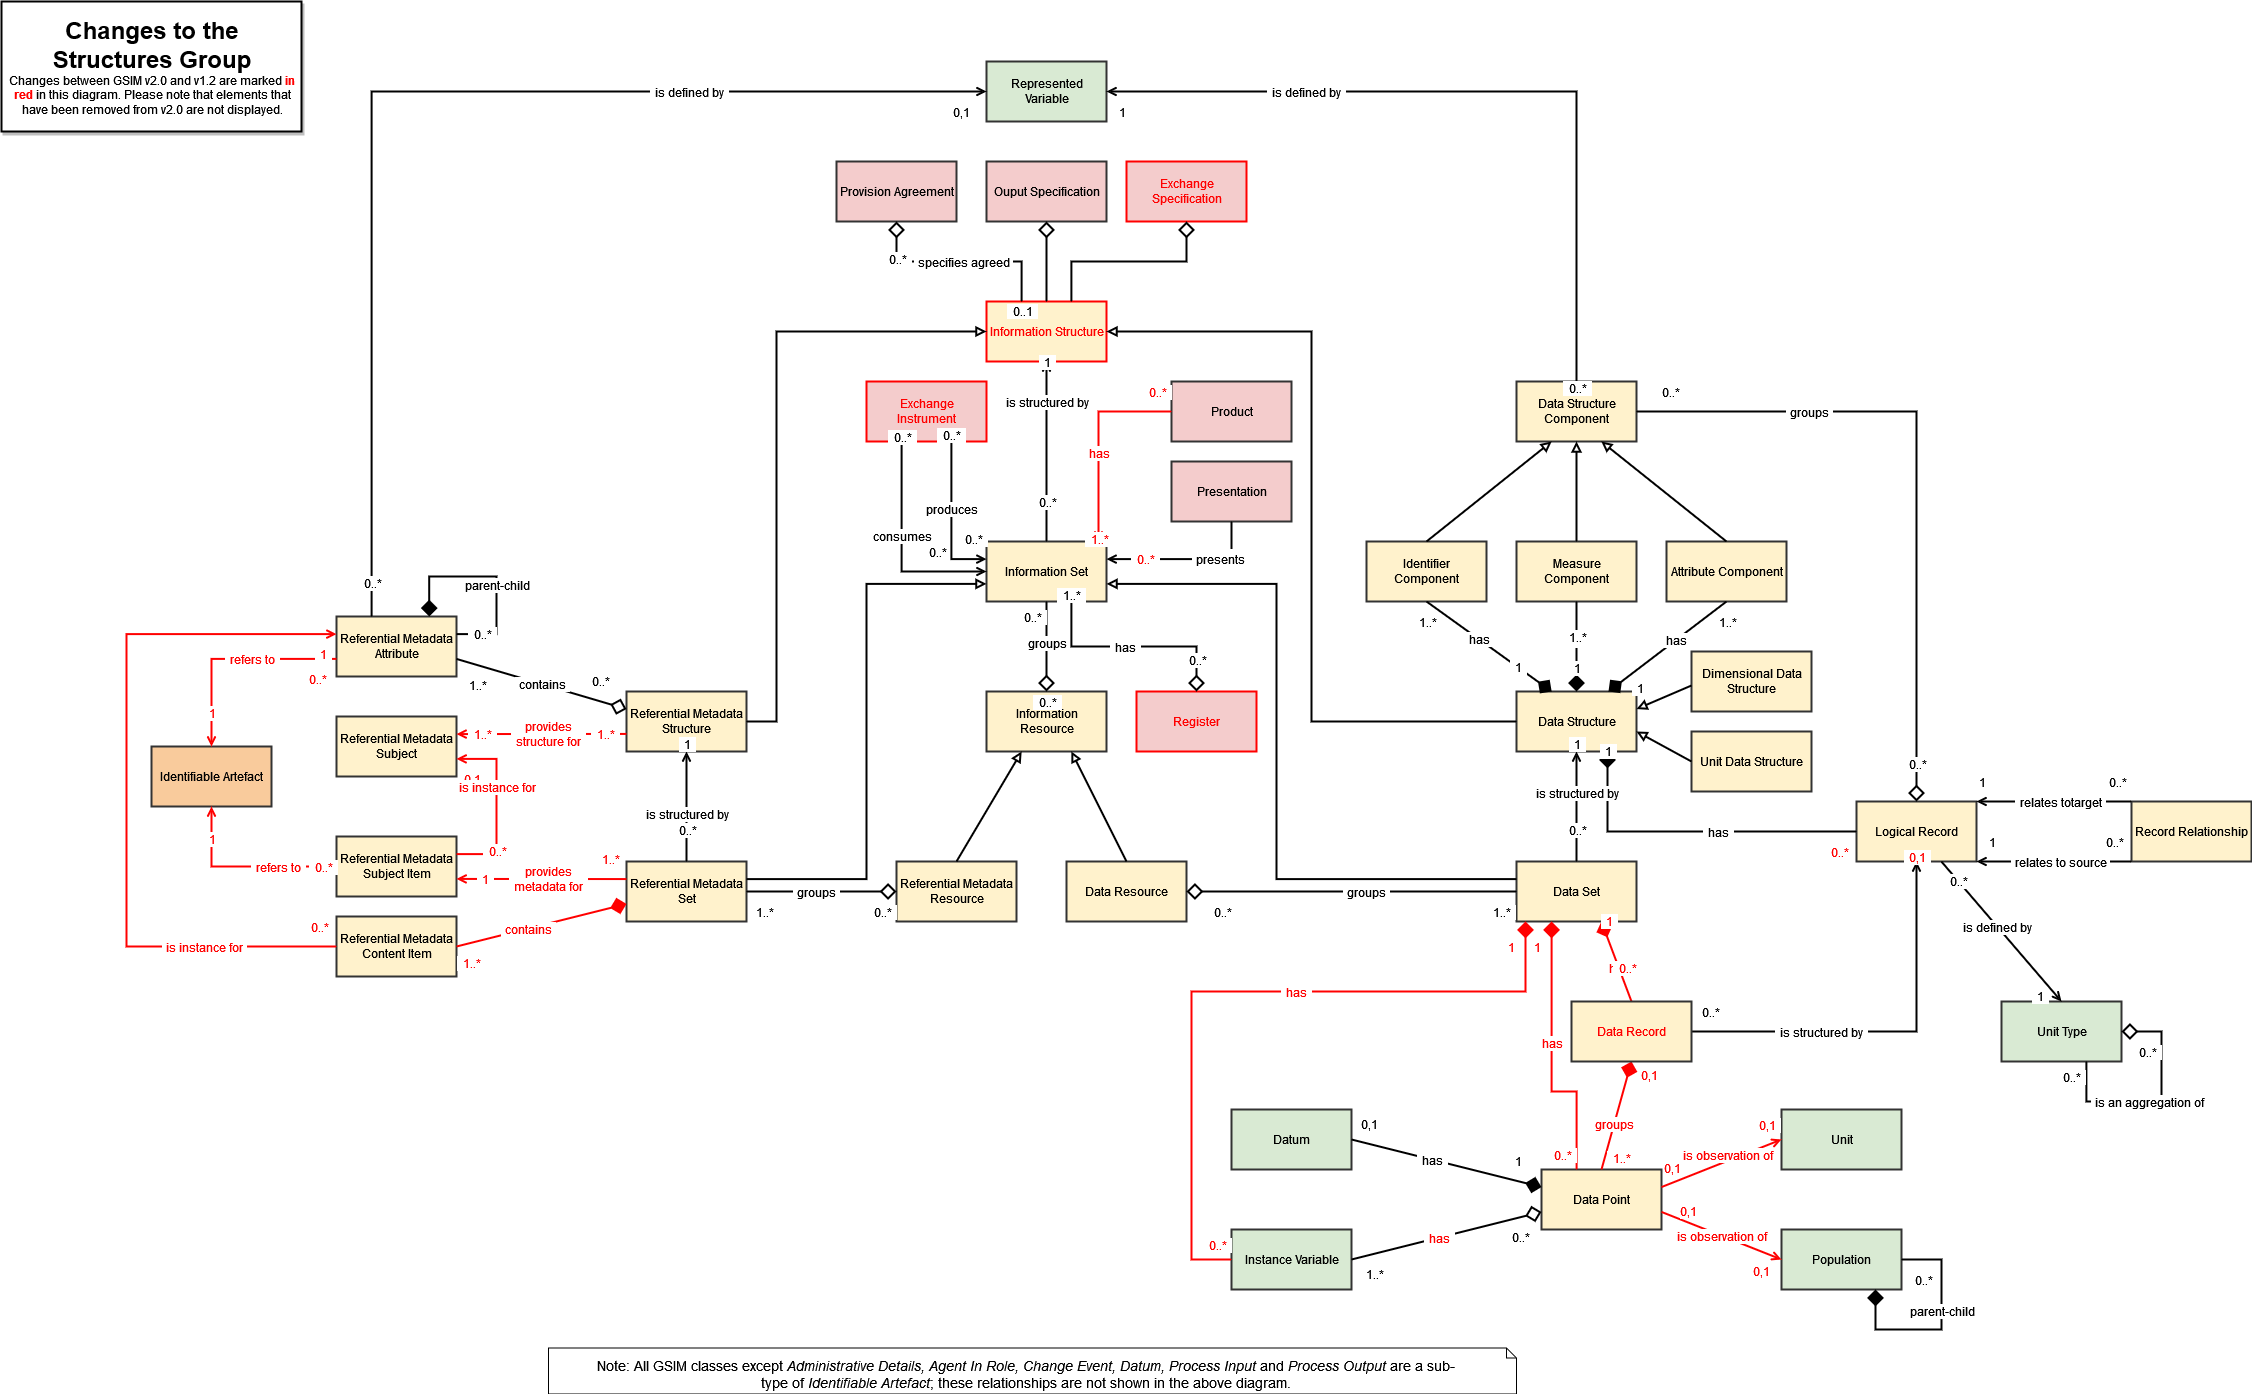 Changes to the
Structures Group
Changes between GSIM v2.0 and v1.2 are marked in
red in this diagram. Please note that elements that
have been removed from v2.0 are not displayed.
Represented
Variable
is defined by
is defined by
0,1
1
Provision Agreement
Ouput Specification
Exchange
Specification
0..*
specifies agreed
0..1
Information Structure
1
is structured by
Exchange
Instrument
0..*
0..*
0..*
Product
has
Presentation
0..*
produces
consumes
0..*
0..*
1..*
0..*
presents
Information Set
1..*
0..*
groups
has
0..*
0..*
Information
Resource
Register
0..*
Data Structure
Component
0..*
groups
Identifier
Component
Measure
Component
Attribute Component
1..*
has
1
1..*
1
1..*
has
1
Dimensional Data
Structure
Data Structure
Unit Data Structure
1
1
is structured by
0..*
has
0..*
0..*
1
0..*
relates totarget
Logical Record
Record Relationship
0,1
1
0..*
relates to source
0..*
is defined by
1
Unit Type
0..*
0..*
is an aggregation of
0..*
parent-child
0..*
Referential Metadata
Attribute
refers to
1
0..*
1
1..*
contains
0..*
Referential Metadata
Structure
1
Referential Metadata
Subject
1..*
provides
structure for
1..*
Identifiable Artefact
0,1
is instance for
is structured by
0..*
1
refers to
0..*
Referential Metadata
Subject Item
0..*
1
provides
metadata for
1..*
Referential Metadata
Set
groups
1..*
0..*
Referential Metadata
Resource
Data Resource
0..*
groups
1..*
Data Set
is instance for
0..*
Referential Metadata
Content Item
contains
1..*
1
1
1
has
0..*
has
Data Record
0..*
is structured by
0,1
groups
1..*
0..*
Datum
0,1
has
1
Data Point
0,1
is observation of
0,1
Unit
0,1
is observation of
0,1
Population
0..*
parent-child
0..*
Instance Variable
1..*
has
0..*
Note: All GSIM classes except Administrative Details, Agent In Role, Change Event, Datum, Process Input and Process Output are a sub-
type of Identifiable Artefact; these relationships are not shown in the above diagram.